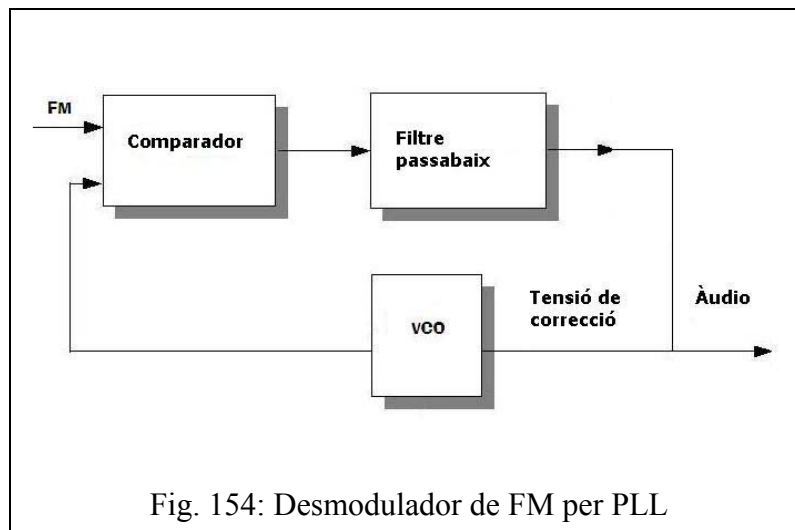 FM
Comparador
Filtre
passabaix
VCO
Tensió de
correcció
Àudio
Fig. 154: Desmodulador de FM per PLL